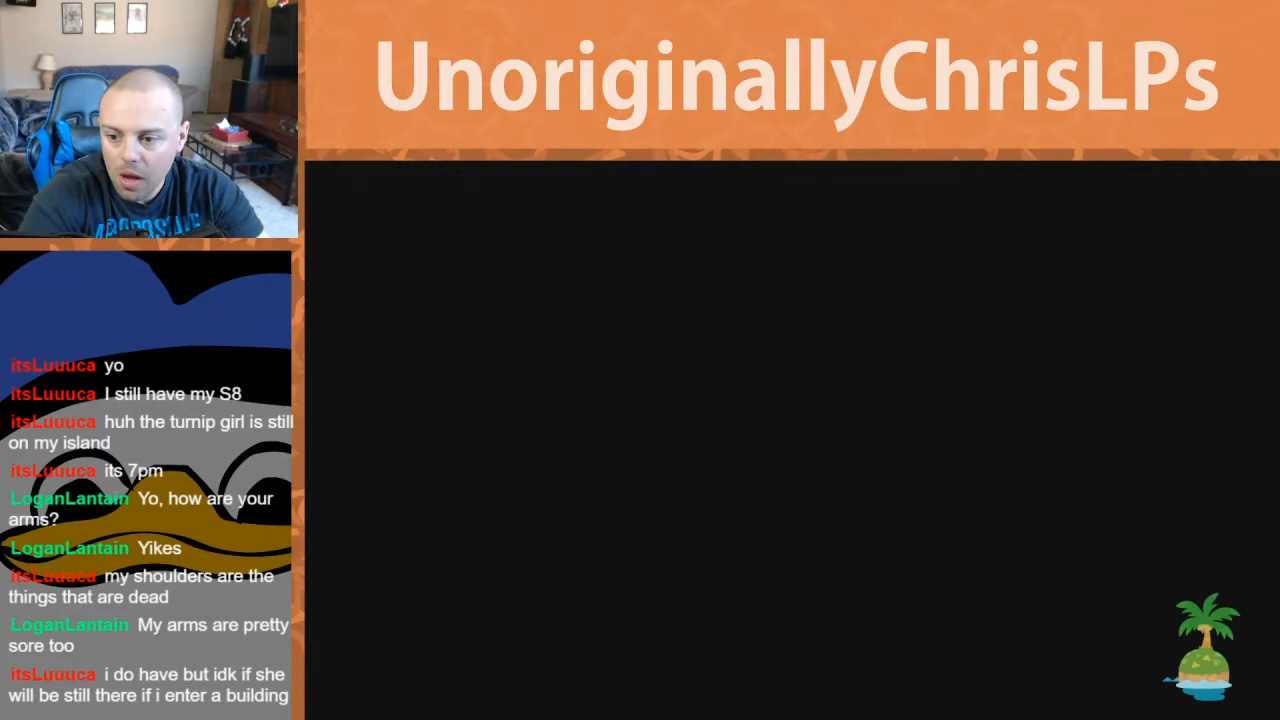 UnoriginallyChrisLPs
AEROPOSTALE
itsLuuuca yo
itsLuuuca I still have my S8
itsLuuuca huh the turnip girl is still
on my island
itsLuuuca its 7pm
LoganLantain Yo, how are your
arms?
LoganLantain Yikes
itsLuuuca my shoulders are the
things that are dead
LoganLantain My arms are pretty
sore too
itsLuuuca i do have but idk if she
will be still there if i enter a building